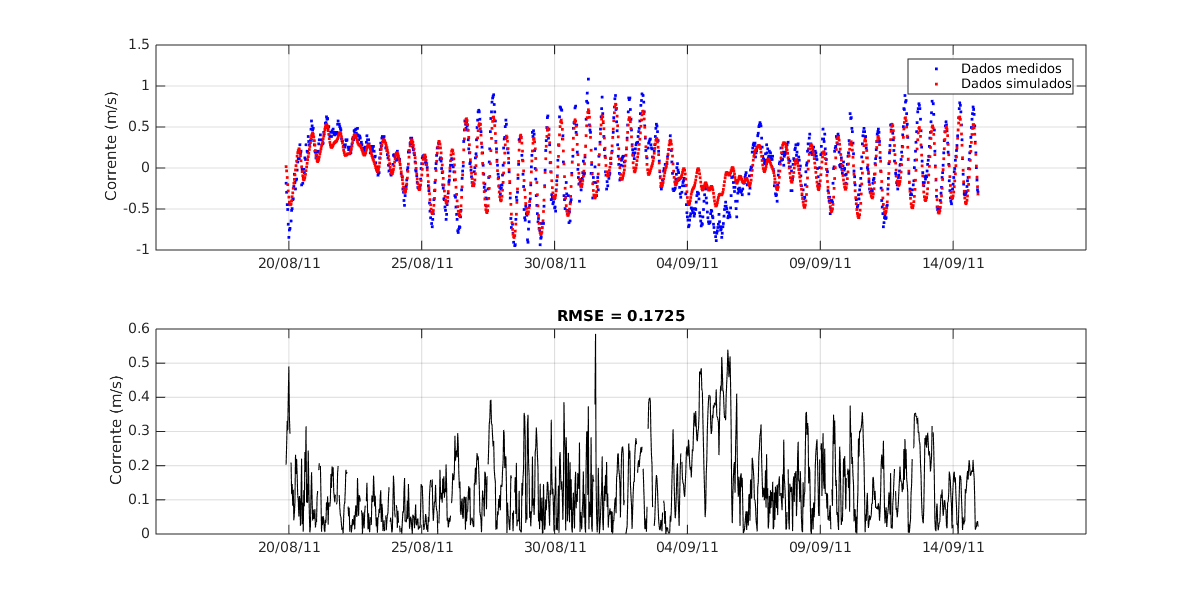 1.5
1
0.5
0
-0.5
-1
Corrente (m/s)
Dados medidos
Dados simulados
20/08/11 25/08/11 30/08/11 04/09/11 09/09/11 14/09/11
RMSE = 0.1725
0.6
0.5
0.4
0.3
0.2
0.1
0
Corrente (m/s)
20/08/11 25/08/11 30/08/11 04/09/11 09/09/11 14/09/11